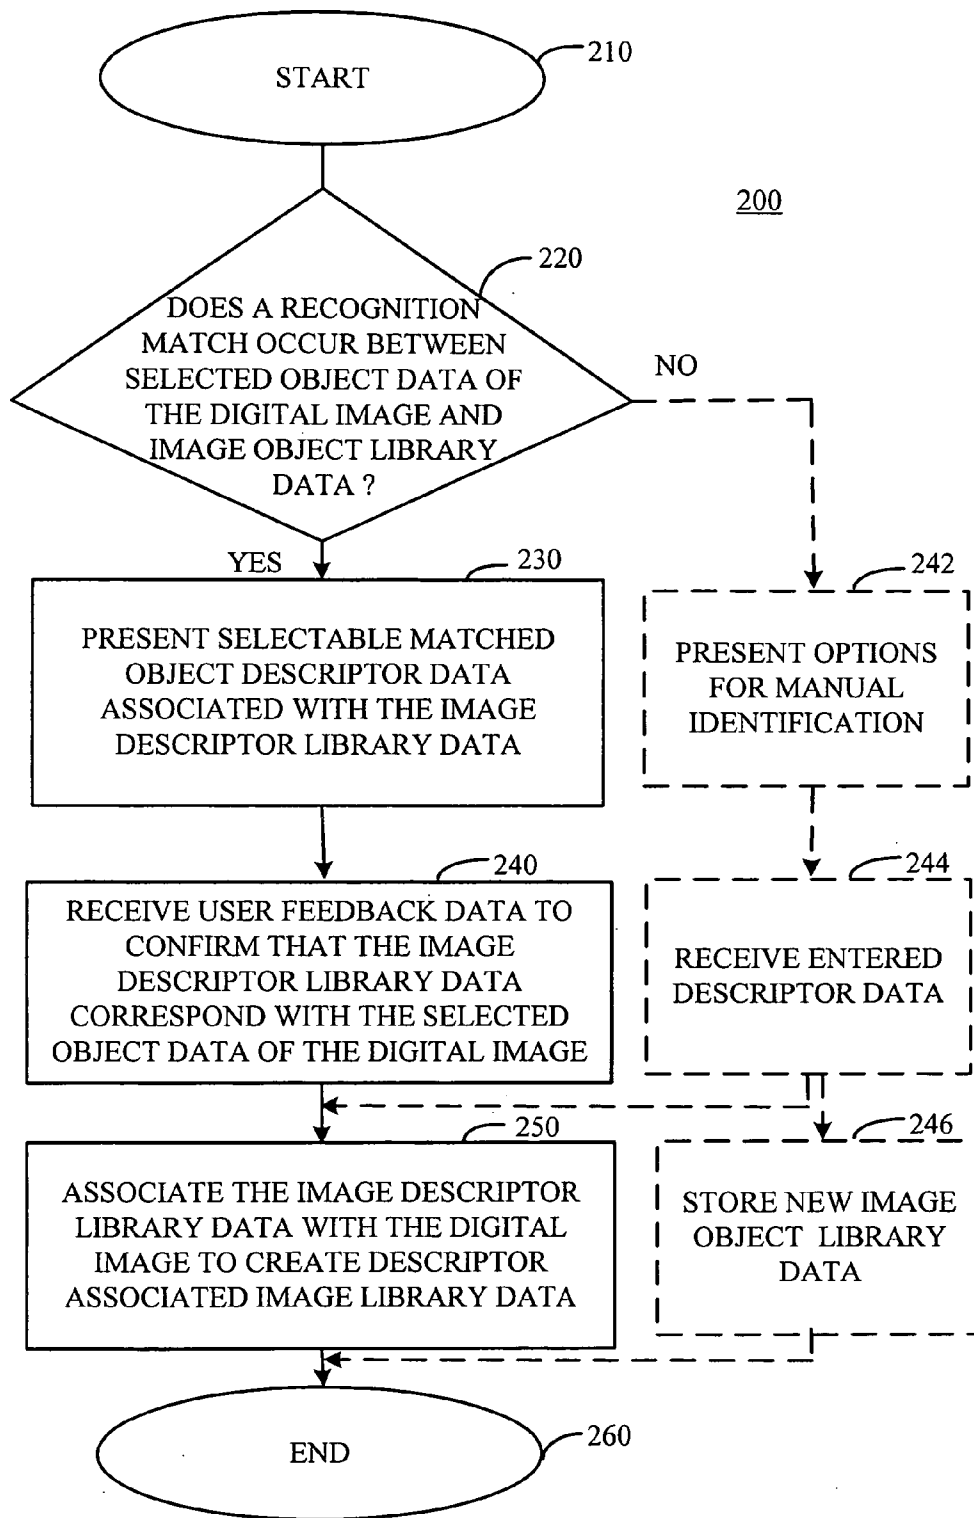 START
210
200
220
DOES A RECOGNITION
MATCH OCCUR BETWEEN
SELECTED OBJECT DATA OF
THE DIGITAL IMAGE AND
IMAGE OBJECT LIBRARY
DATA ?
NO
YES
230
PRESENT SELECTABLE MATCHED
OBJECT DESCRIPTOR DATA
ASSOCIATED WITH THE IMAGE
DESCRIPTOR LIBRARY DATA
242
PRESENT OPTIONS
FOR MANUAL
IDENTIFICATION
240
RECEIVE USER FEEDBACK DATA TO
CONFIRM THAT THE IMAGE
DESCRIPTOR LIBRARY DATA
CORRESPOND WITH THE SELECTED
OBJECT DATA OF THE DIGITAL IMAGE
244
RECEIVE ENTERED
DESCRIPTOR DATA
250
ASSOCIATE THE IMAGE DESCRIPTOR
LIBRARY DATA WITH THE DIGITAL
IMAGE TO CREATE DESCRIPTOR
ASSOCIATED IMAGE LIBRARY DATA
246
STORE NEW IMAGE
OBJECT LIBRARY
DATA
END
260